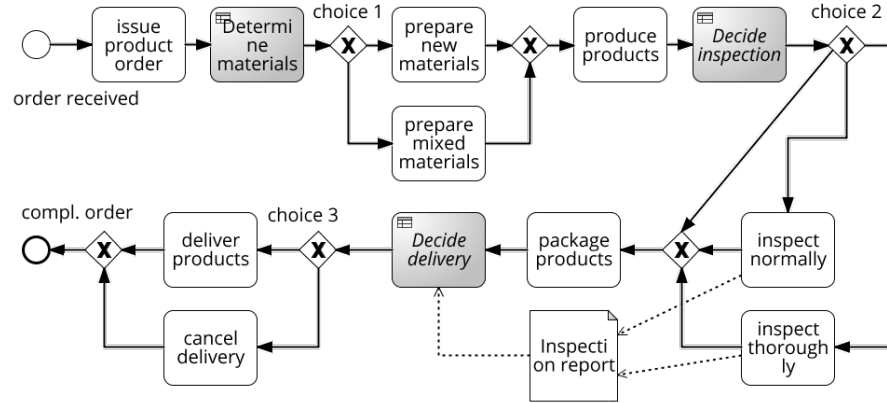 issue
product
order
Determi
ne
materials
choice 1
prepare
new
materials
produce
products
Decide
inspection
choice 2
order received
prepare
mixed
materials
compl. order
deliver
products
choice 3
Decide
delivery
package
products
inspect
normally
cancel
delivery
Inspecti
on report
inspect
thorough
ly